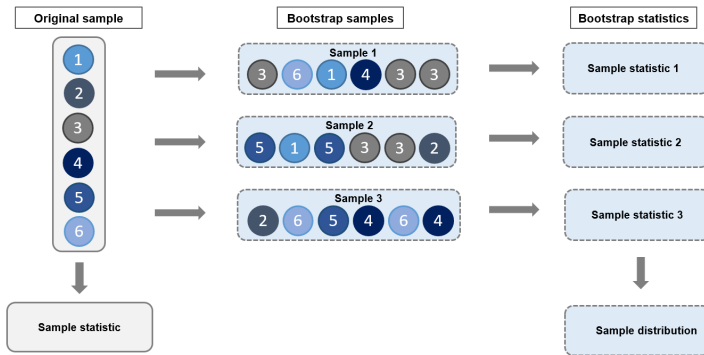 Original sample
Bootstrap samples
Bootstrap statistics
1
2
3
4
5
6
Sample statistic
Sample 1
3 6 1 4 3 3
Sample 2
5 1 5 3 3 2
Sample 3
2 6 5 4 6 4
Sample statistic 1
Sample statistic 2
Sample statistic 3
Sample distribution